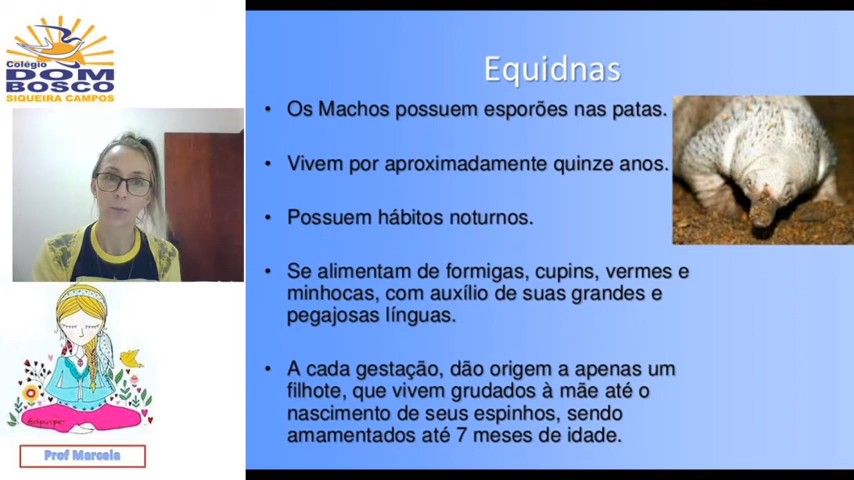 Colégio
DOM
BOSCO
SIQUEIRA CAMPOS
Prof Marcela
Equidnas
• Os Machos possuem esporões nas patas.
• Vivem por aproximadamente quinze anos.
• Possuem hábitos noturnos.
• Se alimentam de formigas, cupins, vermes e
minhocas, com auxílio de suas grandes e
pegajosas línguas.
• A cada gestação, dão origem a apenas um
filhote, que vivem grudados à mãe até o
nascimento de seus espinhos, sendo
amamentados até 7 meses de idade.